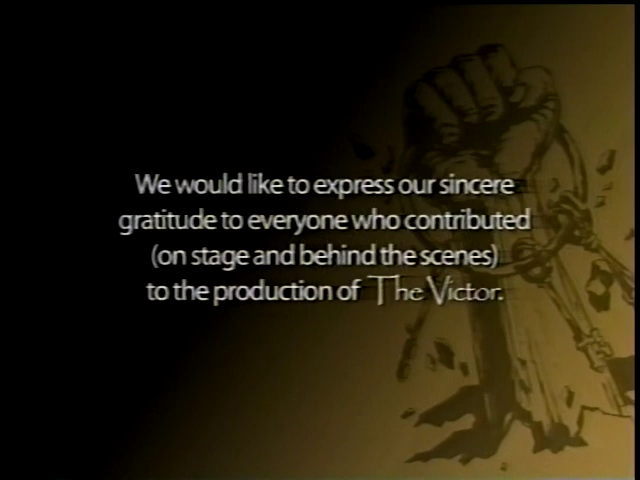 We would like to express our sincere
gratitude to everyone who contributed
(on stage and behind the scenes)
to the production of The Victor.